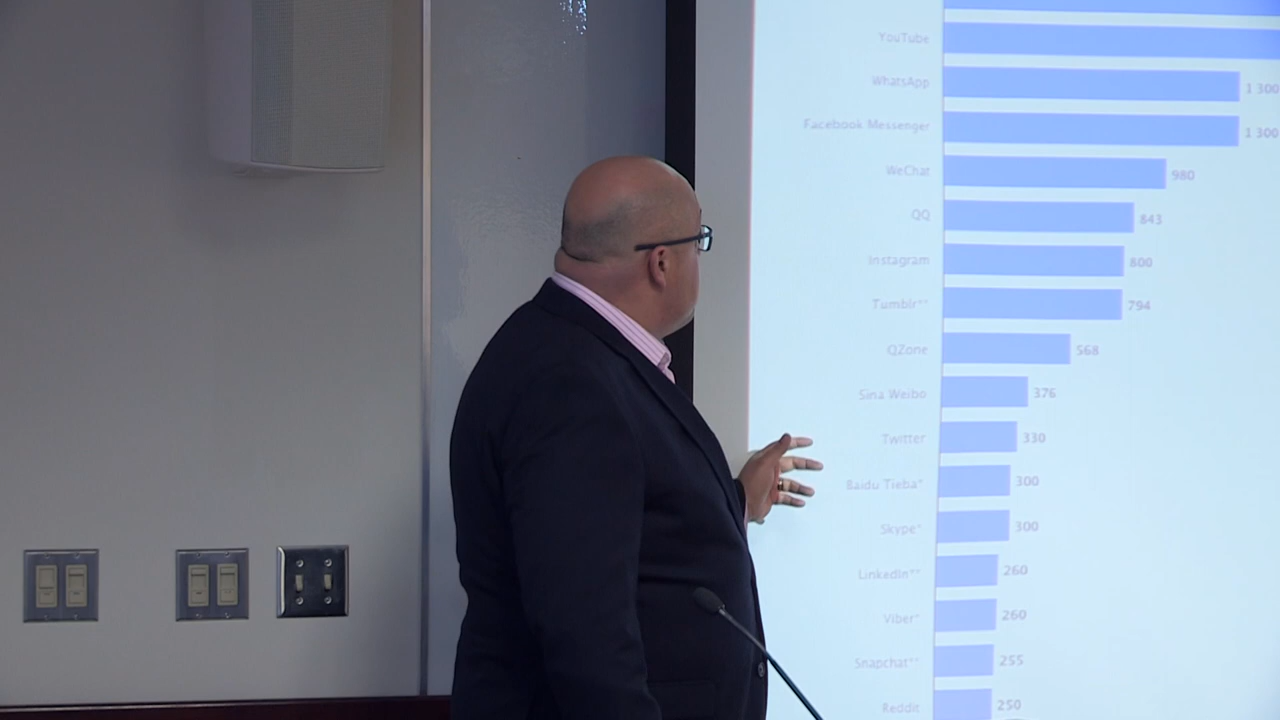 YouTube
WhatsApp 1 300
Facebook Messenger 1 300
WeChat 980
QQ 843
Instagram 800
Tumblr** 794
QZone 568
Sina Weibo 376
Twitter 330
Baidu Tieba* 300
Skype* 300
LinkedIn** 260
Viber* 260
Snapchat** 255
Reddit 250